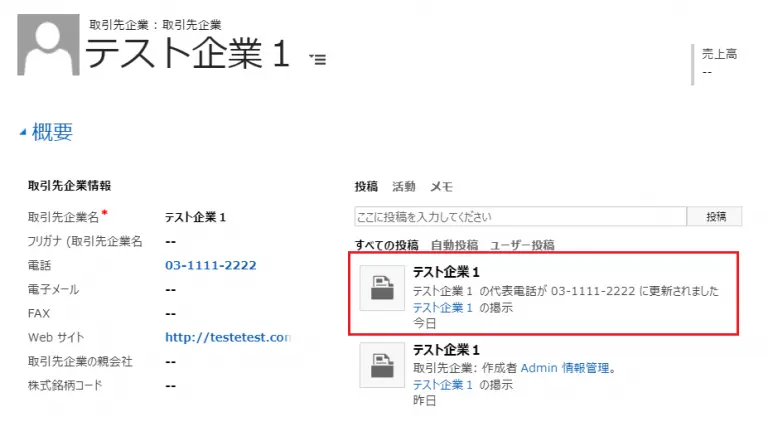 取引先企業 : 取引先企業
テスト企業１
売上高
--
概要
取引先企業情報
取引先企業名*
テスト企業１
フリガナ (取引先企業名
--
電話
03-1111-2222
電子メール
--
FAX
--
Web サイト
http://testetest.con
取引先企業の親会社
--
株式銘柄コード
--
投稿 活動 メモ
ここに投稿を入力してください
投稿
すべての投稿 自動投稿 ユーザー投稿
テスト企業１
テスト企業１ の代表電話が 03-1111-2222 に更新されました
テスト企業１ の掲示
今日
テスト企業１
取引先企業: 作成者 Admin 情報管理。
テスト企業１ の掲示
昨日